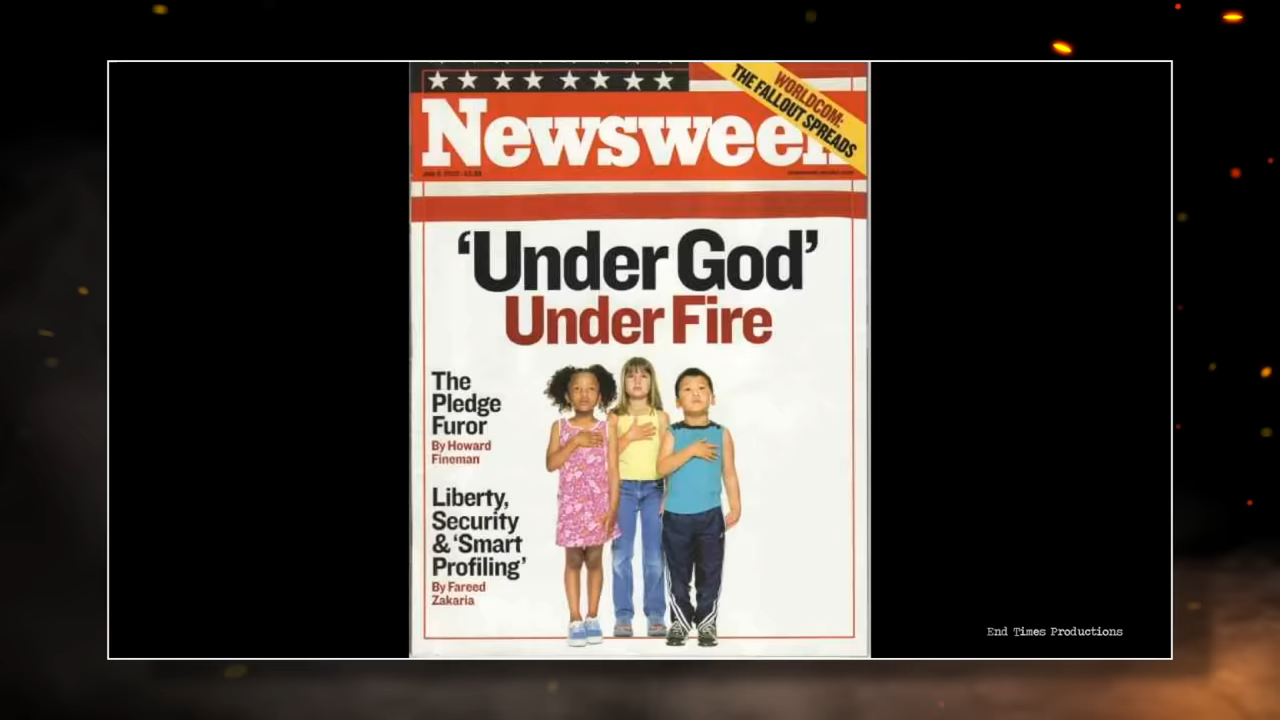 WORLDCOM:
THE FALLOUT SPREADS
Newsweek
'Under God'
Under Fire
The
Pledge
Furor
By Howard
Fineman
Liberty,
Security
& 'Smart
Profiling'
By Fareed
Zakaria
End Times Productions